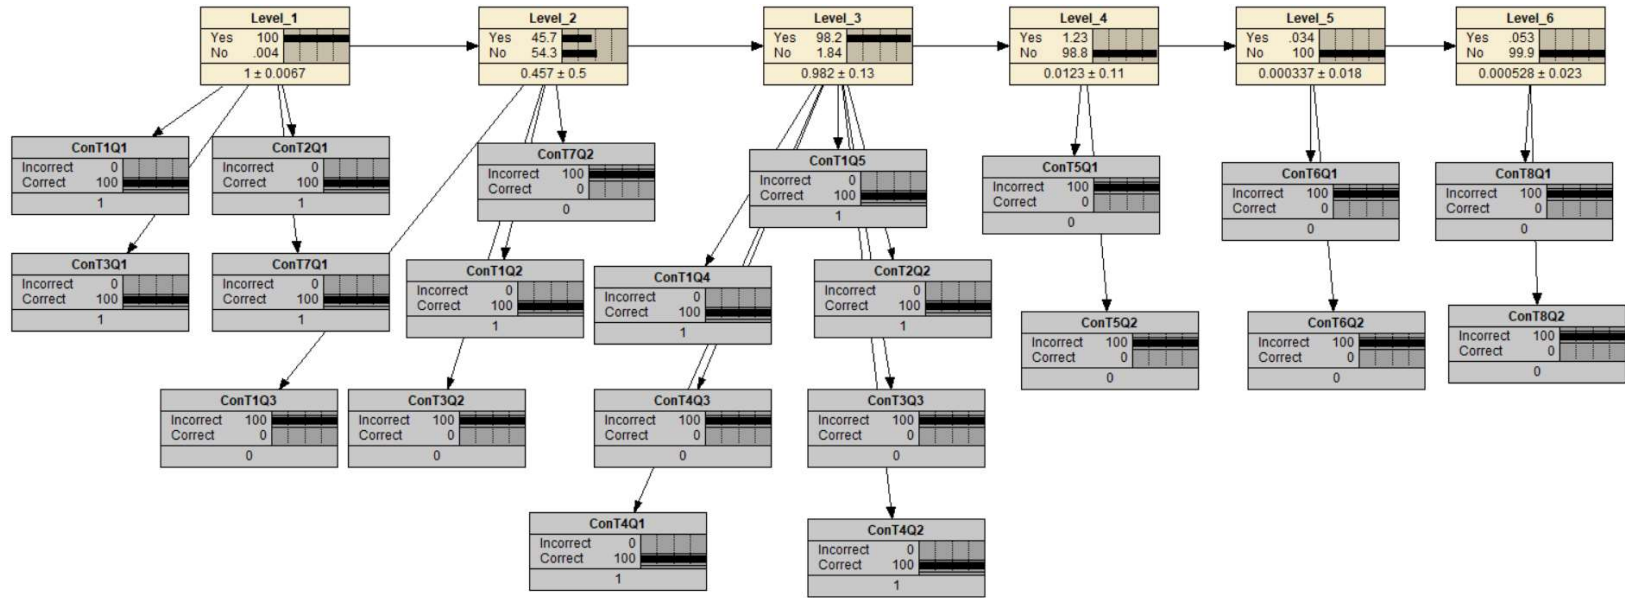 Level_1
Yes 100
No .004
1 ± 0.0067
Level_2
Yes 45.7
No 54.3
0.457 ± 0.5
Level_3
Yes 98.2
No 1.84
0.982 ± 0.13
Level_4
Yes 1.23
No 98.8
0.0123 ± 0.11
Level_5
Yes .034
No 100
0.000337 ± 0.018
Level_6
Yes .053
No 99.9
0.000528 ± 0.023
ConT1Q1
Incorrect 0
Correct 100
1
ConT2Q1
Incorrect 0
Correct 100
1
ConT7Q2
Incorrect 100
Correct 0
0
ConT1Q5
Incorrect 0
Correct 100
1
ConT5Q1
Incorrect 100
Correct 0
0
ConT6Q1
Incorrect 100
Correct 0
0
ConT8Q1
Incorrect 100
Correct 0
0
ConT3Q1
Incorrect 0
Correct 100
1
ConT7Q1
Incorrect 0
Correct 100
1
ConT1Q2
Incorrect 0
Correct 100
1
ConT1Q4
Incorrect 0
Correct 100
1
ConT2Q2
Incorrect 0
Correct 100
1
ConT5Q2
Incorrect 100
Correct 0
0
ConT6Q2
Incorrect 100
Correct 0
0
ConT8Q2
Incorrect 100
Correct 0
0
ConT1Q3
Incorrect 100
Correct 0
0
ConT3Q2
Incorrect 100
Correct 0
0
ConT4Q3
Incorrect 100
Correct 0
0
ConT3Q3
Incorrect 100
Correct 0
0
ConT4Q1
Incorrect 0
Correct 100
1
ConT4Q2
Incorrect 0
Correct 100
1